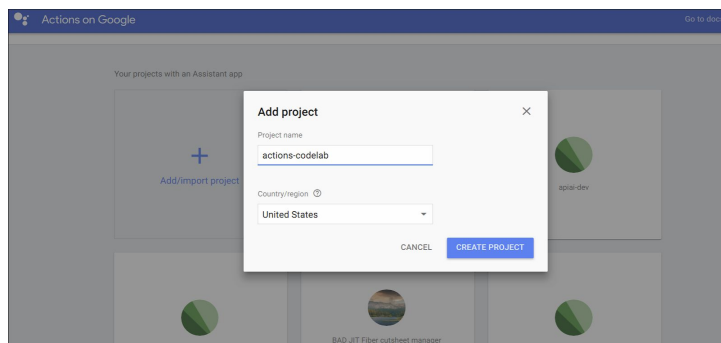 Actions on Google
Go to doc
Your projects with an Assistant app
Add project
Project name
actions-codelab
Add/import project
Country/region
United States
apiai-dev
CANCEL
CREATE PROJECT
BAD JIT Fiber cutsheet manager